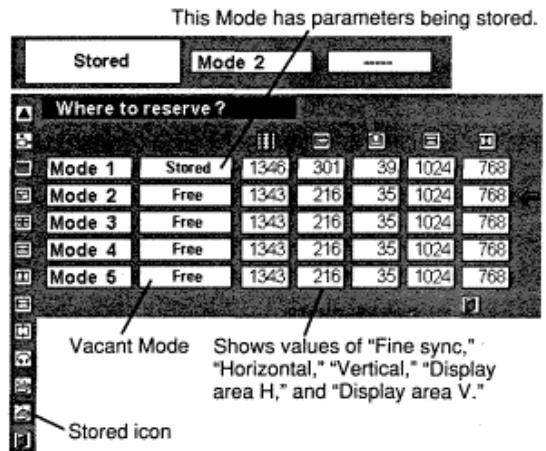 This Mode has parameters being stored.
Stored Mode 2 -----
Where to reserve ?
Mode 1 Stored 1346 301 39 1024 768
Mode 2 Free 1343 216 35 1024 768
Mode 3 Free 1343 216 35 1024 768
Mode 4 Free 1343 216 35 1024 768
Mode 5 Free 1343 216 35 1024 768
Vacant Mode
Shows values of “Fine sync,”
“Horizontal,” “Vertical,” “Display
area H,” and “Display area V.”
Stored icon